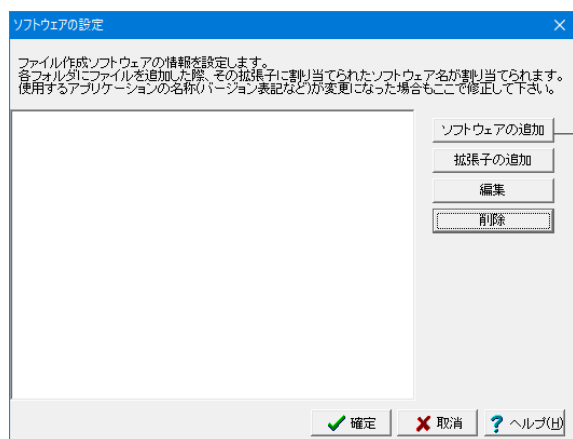 ソフトウェアの設定
ファイル作成ソフトウェアの情報を設定します。
各フォルダにファイルを追加した際、その拡張子に割り当てられたソフトウェア名が割り当てられます。
使用するアプリケーションの名称(バージョン表記など)が変更になった場合もここで修正して下さい。
ソフトウェアの追加
拡張子の追加
編集
削除
確定
取消
ヘルプ(H)